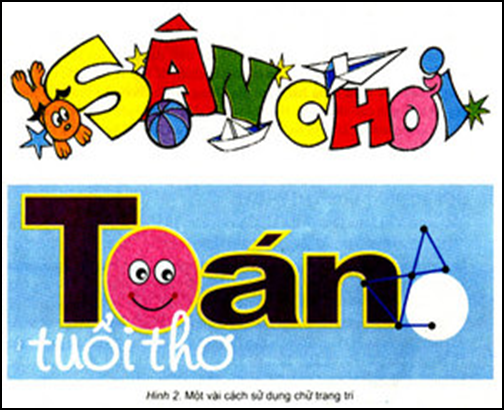 SÂN CHƠI
Toán
tuổi thơ
Hình 2. Một vài cách sử dụng chữ trang trí